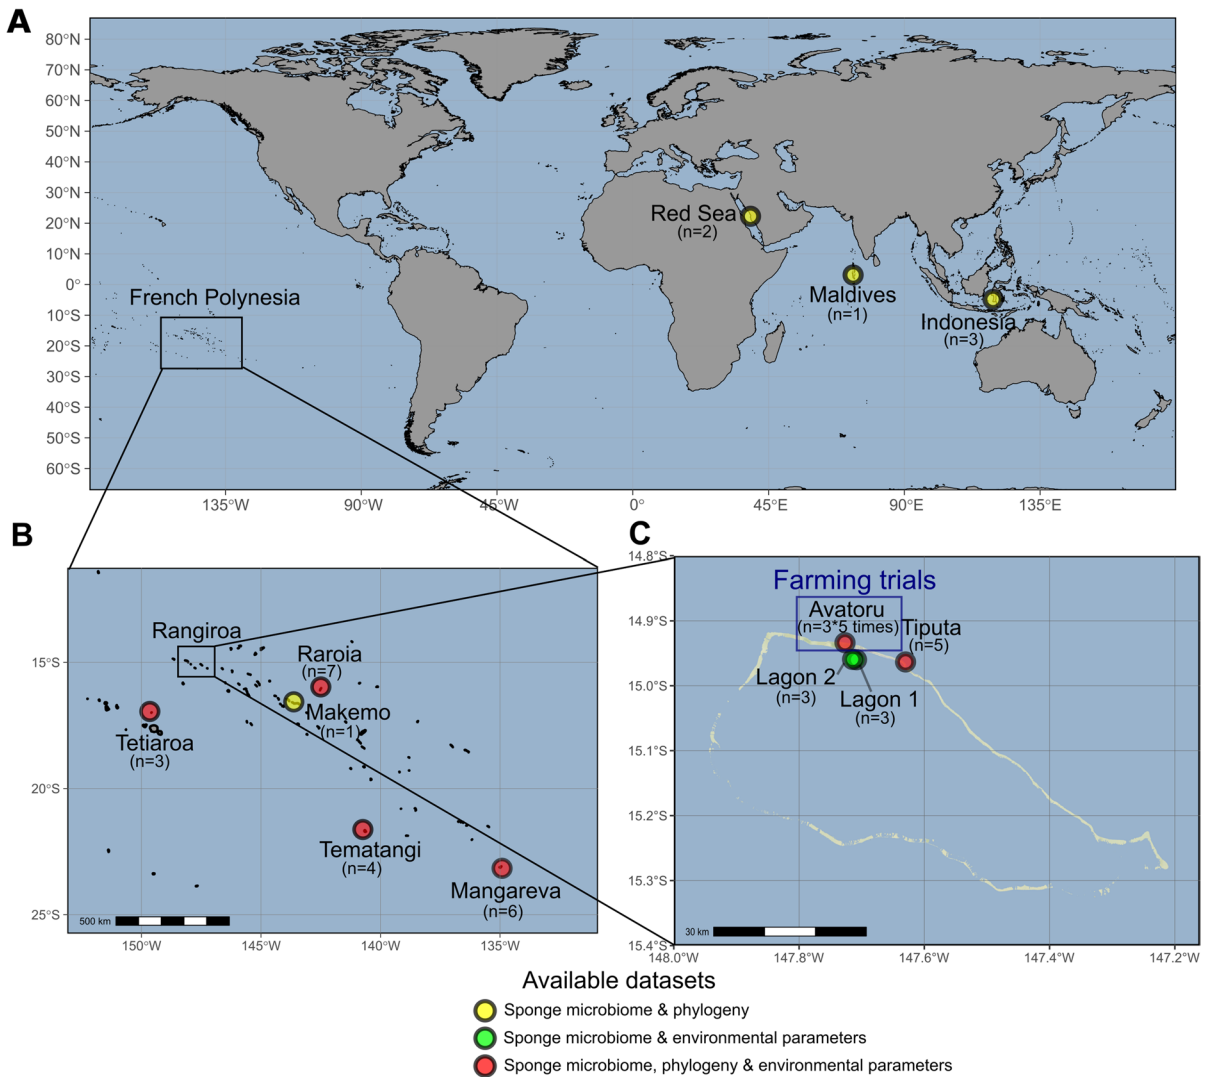 A
80°N
70°N
60°N
50°N
40°N
30°N
20°N
10°N
0°
10°S
20°S
30°S
40°S
50°S
60°S
Red Sea
(n=2)
Maldives
(n=1)
Indonesia
(n=3)
French Polynesia
135°W
90°W
45°W
0°
45°E
90°E
135°E
B
Rangiroa
Raroia
(n=7)
Makemo
(n=1)
Tetiaroa
(n=3)
Tematangi
(n=4)
Mangareva
(n=6)
15°S
20°S
25°S
500 km
150°W
145°W
140°W
135°W
C
14.8°S
14.9°S
15.0°S
15.1°S
15.2°S
15.3°S
15.4°S
Farming trials
Avatoru
(n=3*5 times)
Tiputa
(n=5)
Lagon 2
(n=3)
Lagon 1
(n=3)
30 km
148.0°W
147.8°W
147.6°W
147.4°W
147.2°W
Available datasets
Sponge microbiome & phylogeny
Sponge microbiome & environmental parameters
Sponge microbiome, phylogeny & environmental parameters